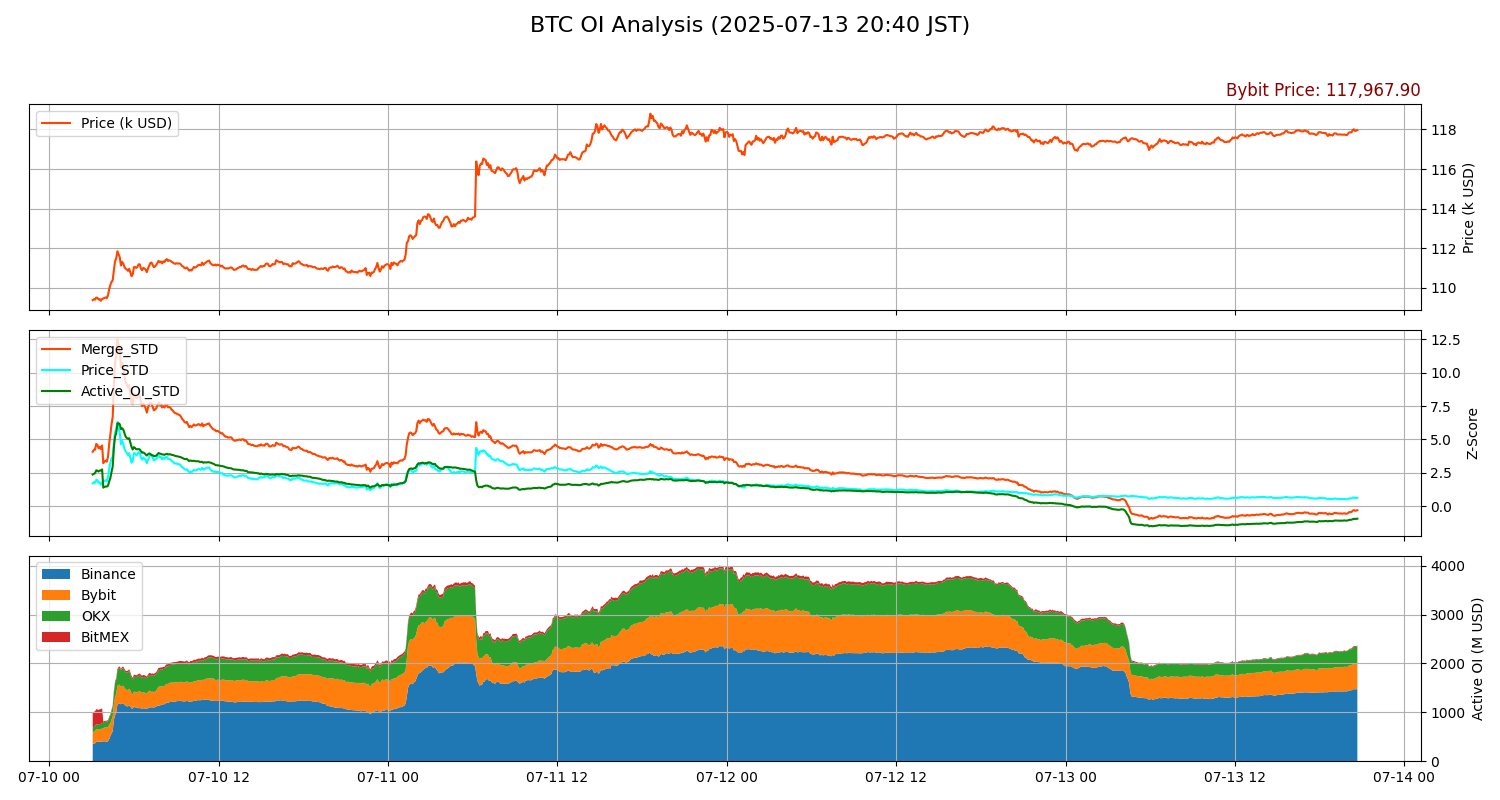 BTC OI Analysis (2025-07-13 20:40 JST)
Bybit Price: 117,967.90
Price (k USD)
118
116
114
112
110
Price (k USD)
Merge_STD
Price_STD
Active_OI_STD
12.5
10.0
7.5
5.0
2.5
0.0
Z-Score
Binance
Bybit
OKX
BitMEX
4000
3000
2000
1000
0
Active OI (M USD)
07-10 00
07-10 12
07-11 00
07-11 12
07-12 00
07-12 12
07-13 00
07-13 12
07-14 00